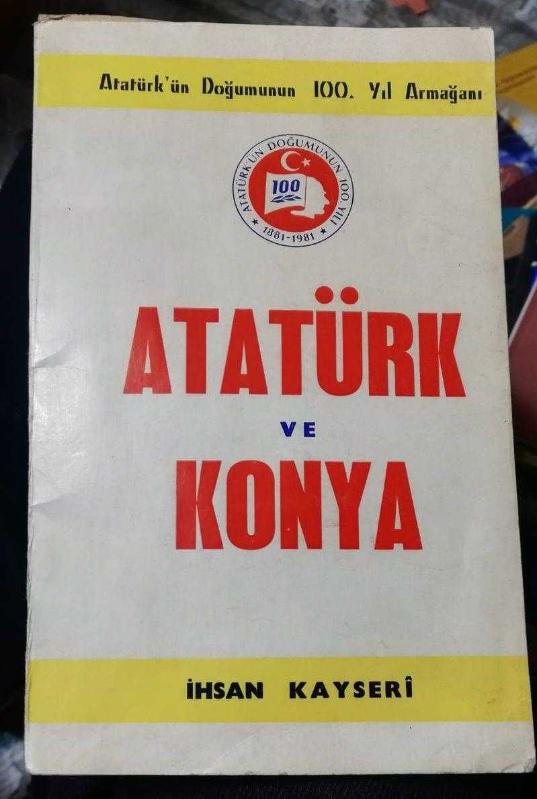 Atatürk'ün Doğumunun 100. Yıl Armağanı
ATATÜRK'ÜN DOĞUMUNUN 100. YILI
100
★ 1881-1981 ★
ATATÜRK
VE
KONYA
İHSAN KAYSERÎ